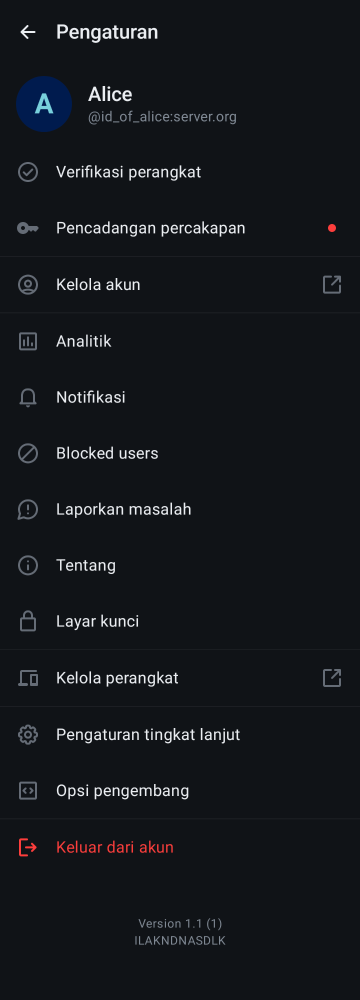 Pengaturan
A
Alice
@id_of_alice:server.org
Verifikasi perangkat
Pencadangan percakapan
Kelola akun
Analitik
Notifikasi
Blocked users
Laporkan masalah
Tentang
Layar kunci
Kelola perangkat
Pengaturan tingkat lanjut
Opsi pengembang
Keluar dari akun
Version 1.1 (1)
ILAKNDNASDLK